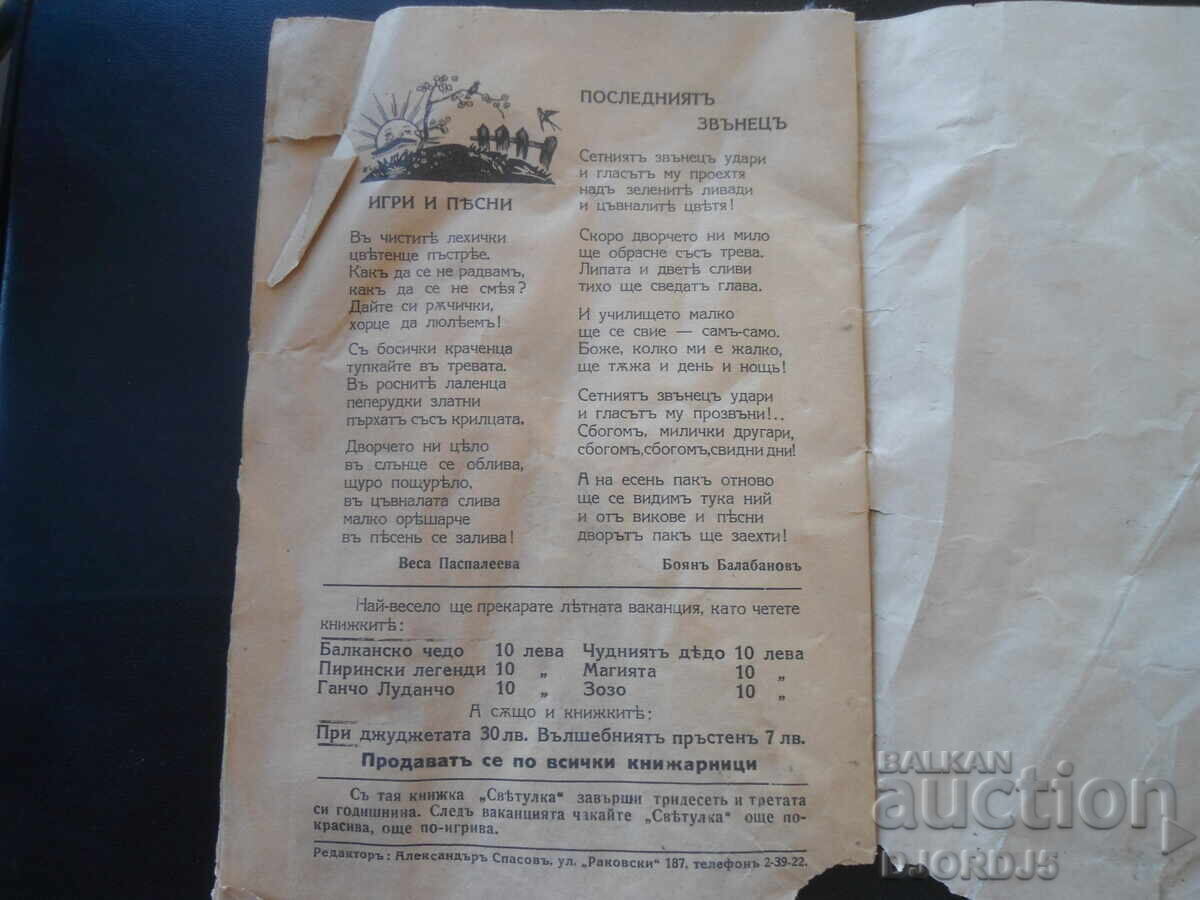 ИГРИ И ПѢСНИ
Въ чиститѣ лехички
цвѣтенце пъстрѣе.
Какъ да се не радвамъ,
какъ да се не смѣя?
Дайте си рѫчички,
хорце да люлѣемъ!
Съ босички краченца
тупкайте въ тревата.
Въ роснитѣ лаленца
пеперудки златни
пърхатъ със крилцата.
Дворчето ни цѣло
въ слънце се облива,
щуро пощурѣло,
въ цъвналата слива
малко орѣшарче
въ пѣсень се залива!
Веса Паспалеева
ПОСЛЕДНИЯТЪ
ЗВЪНЕЦЪ
Сетниятъ звънецъ удари
и гласътъ му проехтя
надъ зеленитѣ ливади
и цъвналитѣ цвѣтя!
Скоро дворчето ни мило
ще обрасне със трева.
Липата и дветѣ сливи
тихо ще сведатъ глава.
И училището малко
ще се свие — самъ-само.
Боже, колко ми е жалко,
ще тѫжа и день и нощь!
Сетниятъ звънецъ удари
и гласътъ му прозвъни!..
Сбогомъ, милички другари,
сбогомъ,сбогомъ,свидни дни!
А на есень пакъ отново
ще се видимъ тука ний
и отъ викове и пѣсни
дворътъ пакъ ще заехти!
Боянъ Балабановъ
Най-весело ще прекарате лѣтната ваканция, като четете
книжкитѣ:
Балканско чедо 10 лева Чудниятъ дѣдо 10 лева
Пирински легенди 10 „ Магията 10 „
Ганчо Луданчо 10 „ Зозо 10 „
А сѫщо и книжкитѣ:
При джуджетата 30 лв. Вълшебниятъ пръстенъ 7 лв.
Продаватъ се по всички книжарници
Съ тая книжка „Свѣтулка“ завърши тридесеть и третата
си годишнина. Следъ ваканцията чакайте „Свѣтулка“ още по-
красива, още по-игрива.
Редакторъ: Александъръ Спасовъ, ул. „Раковски“ 187, телефонъ 2-39-22.
BALKAN
auction
DJORDJ5